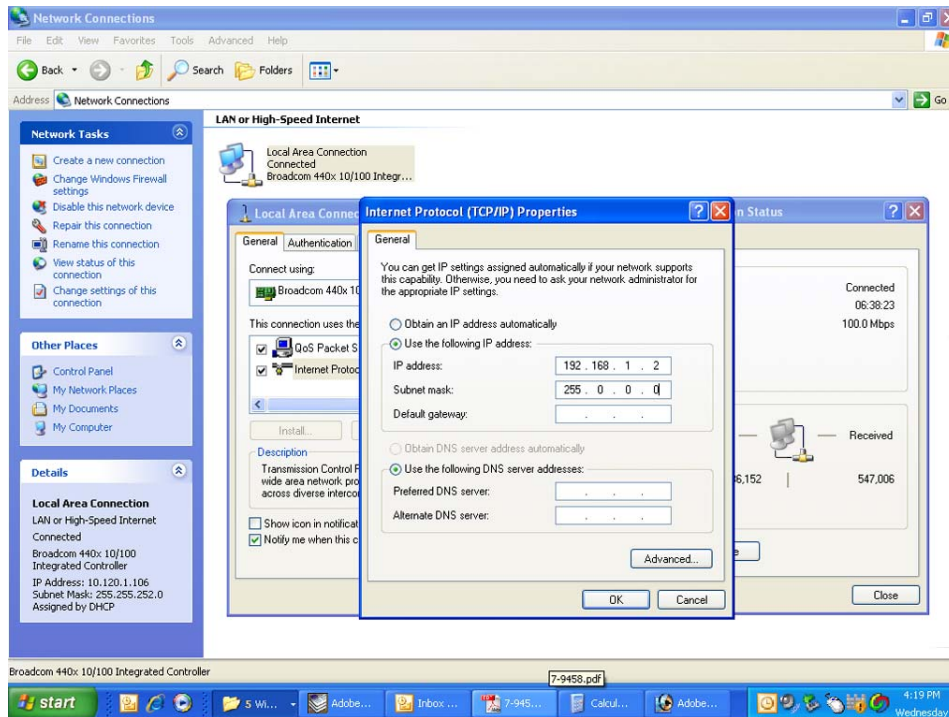 Network Connections
File Edit View Favorites Tools Advanced Help
Back Search Folders
Address Network Connections Go
Network Tasks
Create a new connection
Change Windows Firewall
settings
Disable this network device
Repair this connection
Rename this connection
View status of this
connection
Change settings of this
connection
Other Places
Control Panel
My Network Places
My Documents
My Computer
Details
Local Area Connection
LAN or High-Speed Internet
Connected
Broadcom 440x 10/100
Integrated Controller
IP Address: 10.120.1.106
Subnet Mask: 255.255.252.0
Assigned by DHCP
LAN or High-Speed Internet
Local Area Connection
Connected
Broadcom 440x 10/100 Integr...
Local Area Connec
General Authentication
Connect using:
Broadcom 440x 10
This connection uses the
QoS Packet S
Internet Protoc
Install...
Description
Transmission Control P
wide area network pro
across diverse intercor
Show icon in notificat
Notify me when this c
Internet Protocol (TCP/IP) Properties
General
You can get IP settings assigned automatically if your network supports
this capability. Otherwise, you need to ask your network administrator for
the appropriate IP settings.
Obtain an IP address automatically
Use the following IP address:
IP address: 192 . 168 . 1 . 2
Subnet mask: 255 . 0 . 0 . 0
Default gateway: . . .
Obtain DNS server address automatically
Use the following DNS server addresses:
Preferred DNS server: . . .
Alternate DNS server: . . .
Advanced...
OK Cancel
n Status
Connected
06:38:23
100.0 Mbps
Received
6,152 547,006
Close
Broadcom 440x 10/100 Integrated Controller
7-9458.pdf
start 5 Wi... Adobe... Inbox ... 7-945... Calcul... Adobe... 4:19 PM
Wednesday